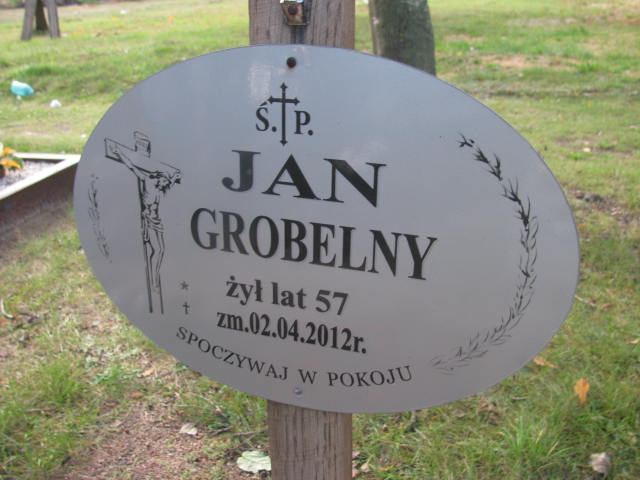 Ś.P.
JAN
GROBELNY
żył lat 57
zm.02.04.2012r.
SPOCZYWAJ W POKOJU